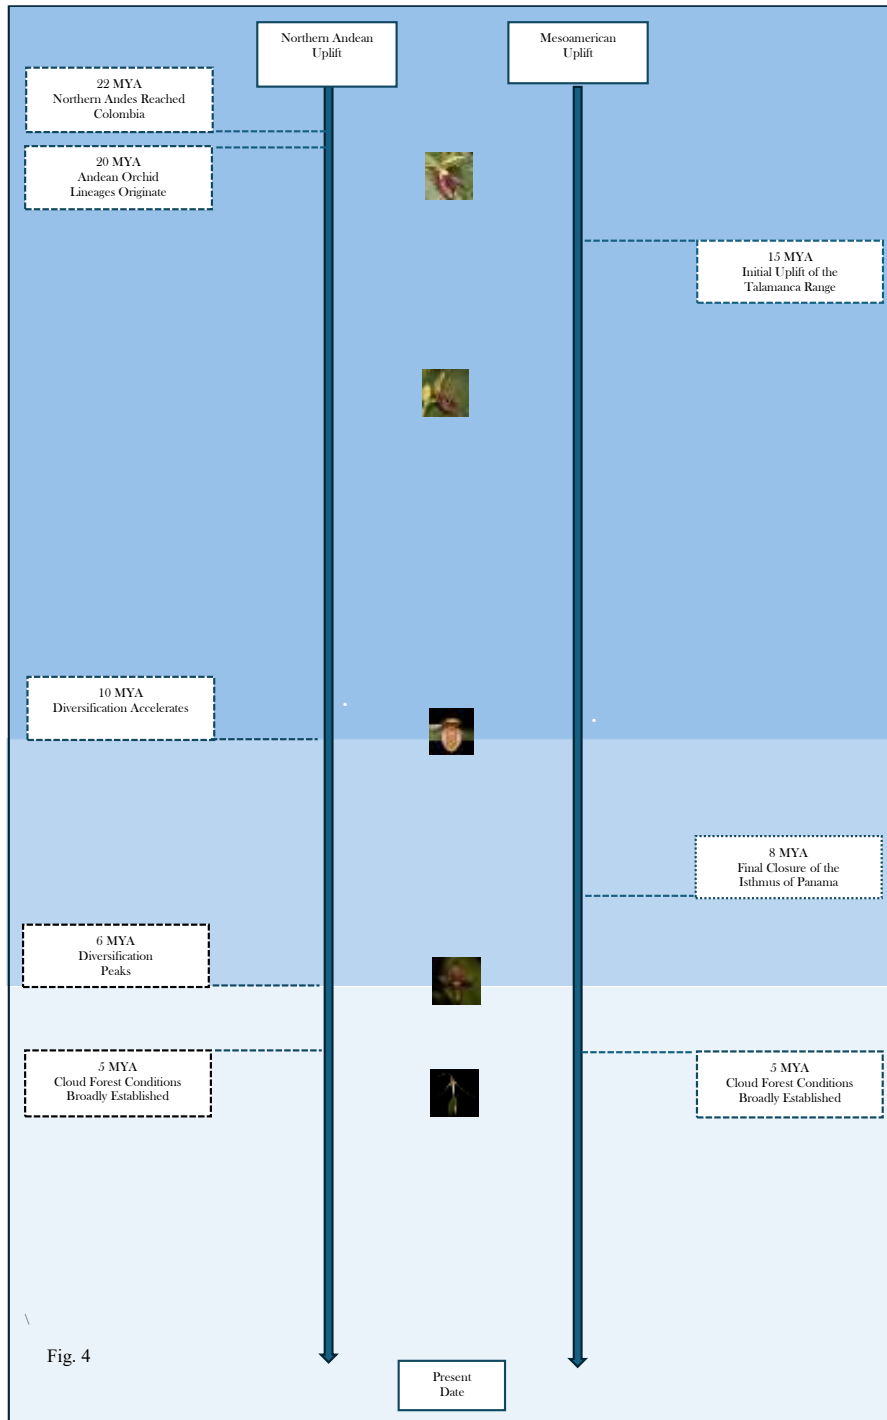 Northern Andean
Uplift
Mesoamerican
Uplift
22 MYA
Northern Andes Reached
Colombia
20 MYA
Andean Orchid
Lineages Originate
15 MYA
Initial Uplift of the
Talamanca Range
10 MYA
Diversification Accelerates
8 MYA
Final Closure of the
Isthmus of Panama
6 MYA
Diversification
Peaks
5 MYA
Cloud Forest Conditions
Broadly Established
5 MYA
Cloud Forest Conditions
Broadly Established
\
Fig. 4
Present
Date